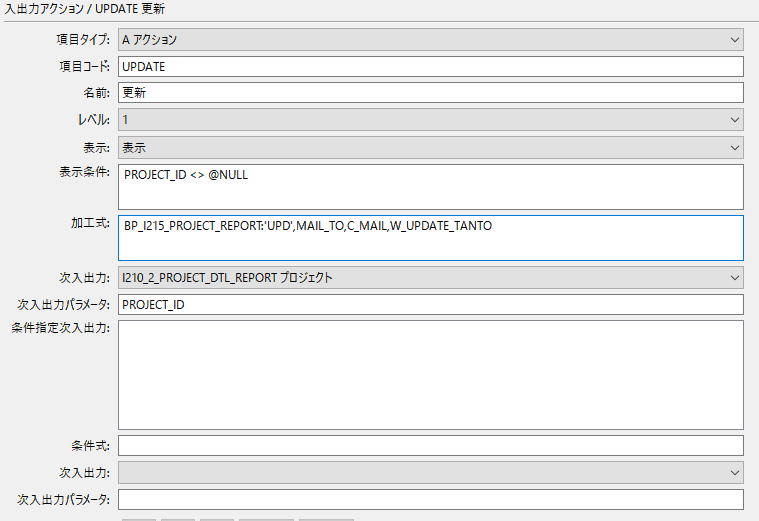 入出力アクション / UPDATE 更新
項目タイプ: A アクション
項目コード: UPDATE
名前: 更新
レベル: 1
表示: 表示
表示条件: PROJECT_ID <> @NULL
加工式: BP_I215_PROJECT_REPORT:'UPD',MAIL_TO,C_MAIL,W_UPDATE_TANTO
次入出力: I210_2_PROJECT_DTL_REPORT プロジェクト
次入出力パラメータ: PROJECT_ID
条件指定次入出力:
条件式:
次入出力:
次入出力パラメータ: